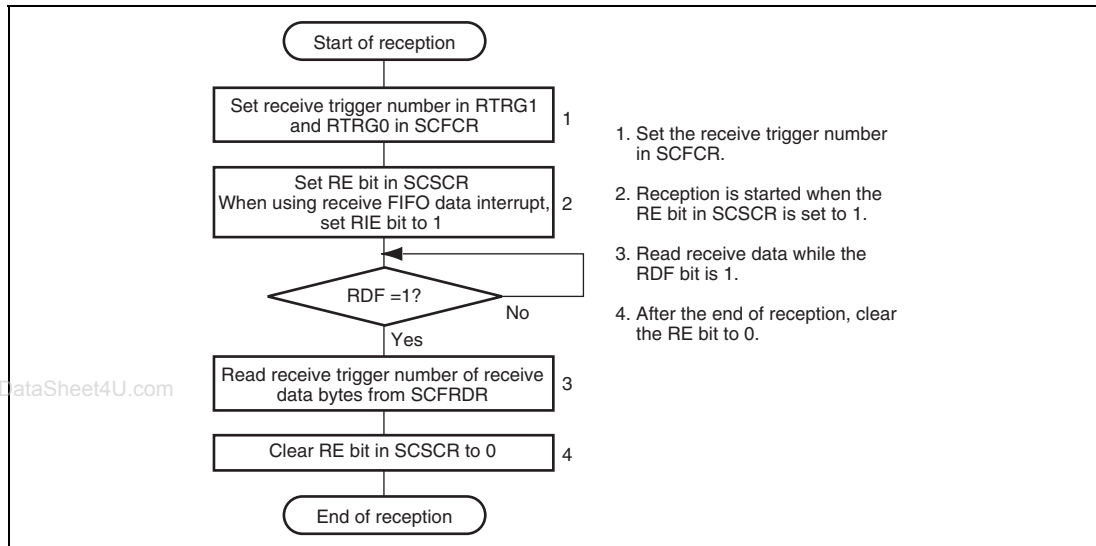 Start of reception
Set receive trigger number in RTRG1
and RTRG0 in SCFCR
1
Set RE bit in SCSCR
When using receive FIFO data interrupt,
set RIE bit to 1
2
RDF =1?
No
Yes
Read receive trigger number of receive
data bytes from SCFRDR
3
Clear RE bit in SCSCR to 0
4
End of reception
1. Set the receive trigger number
in SCFCR.
2. Reception is started when the
RE bit in SCSCR is set to 1.
3. Read receive data while the
RDF bit is 1.
4. After the end of reception, clear
the RE bit to 0.
DataSheet4U.com